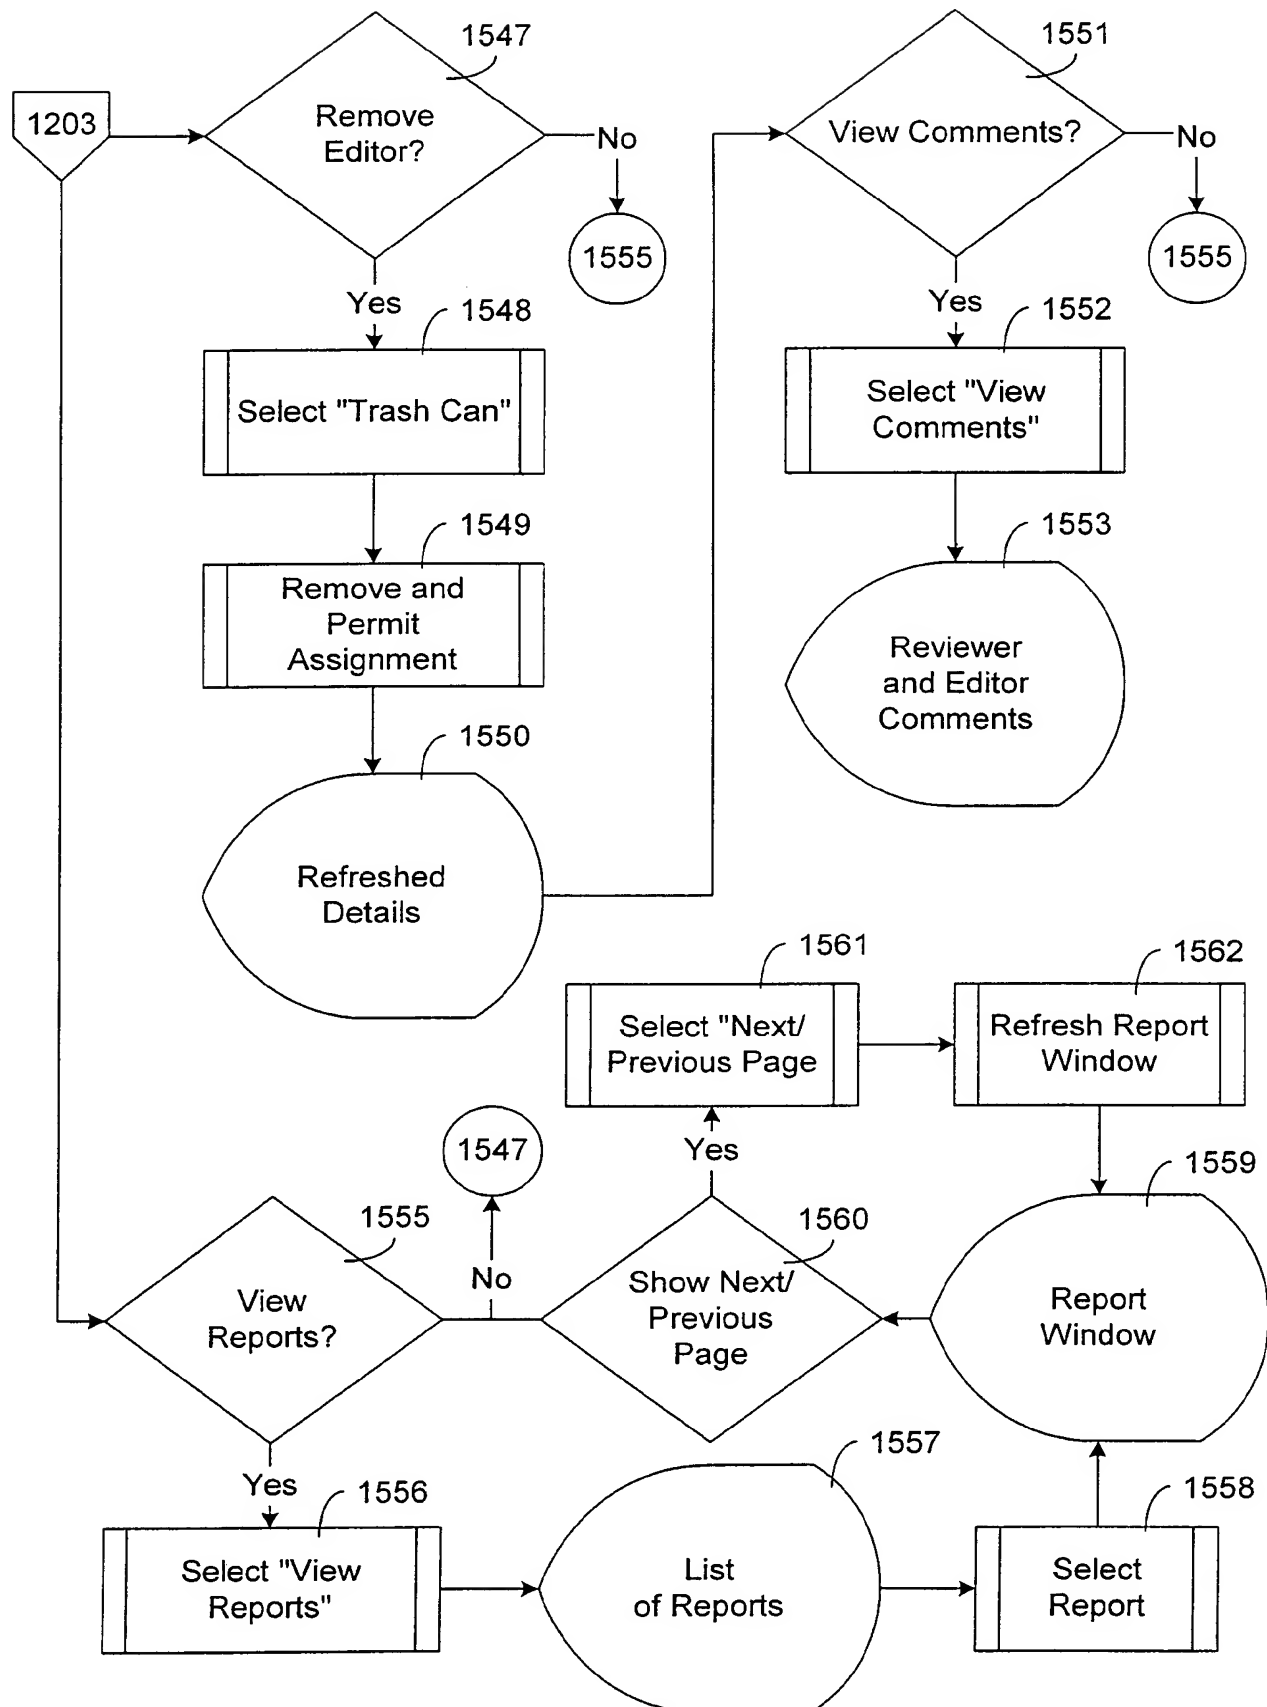 1547
1551
1203
Remove
Editor?
No
View Comments?
No
1555
1555
Yes
Yes
1548
1552
Select "Trash Can"
Select "View
Comments"
1549
1553
Remove and
Permit
Assignment
Reviewer
and Editor
Comments
1550
Refreshed
Details
1561
1562
Select "Next/
Previous Page
Refresh Report
Window
1547
Yes
1559
1555
1560
No
View
Reports?
Show Next/
Previous
Page
Report
Window
Yes
1556
1557
1558
Select "View
Reports"
List
of Reports
Select
Report